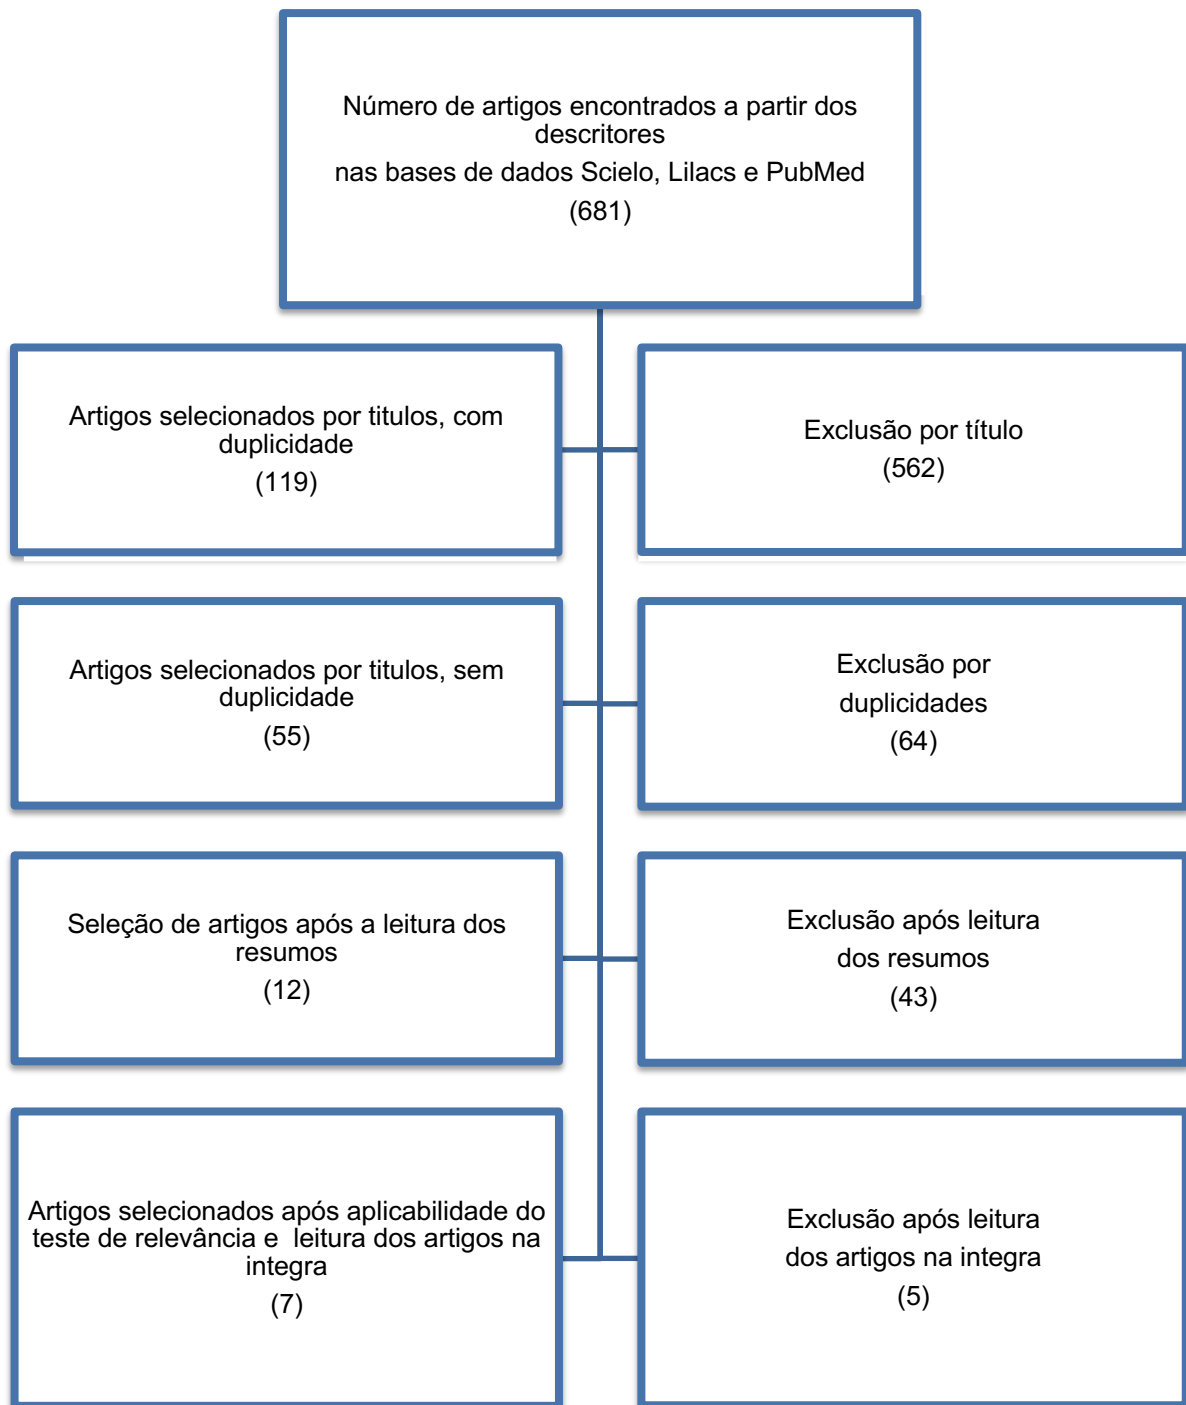 Número de artigos encontrados a partir dos
descritores
nas bases de dados Scielo, Lilacs e PubMed
(681)
Artigos selecionados por titulos, com
duplicidade
(119)
Exclusão por título
(562)
Artigos selecionados por titulos, sem
duplicidade
(55)
Exclusão por
duplicidades
(64)
Seleção de artigos após a leitura dos
resumos
(12)
Exclusão após leitura
dos resumos
(43)
Artigos selecionados após aplicabilidade do
teste de relevância e  leitura dos artigos na
integra
(7)
Exclusão após leitura
dos artigos na integra
(5)